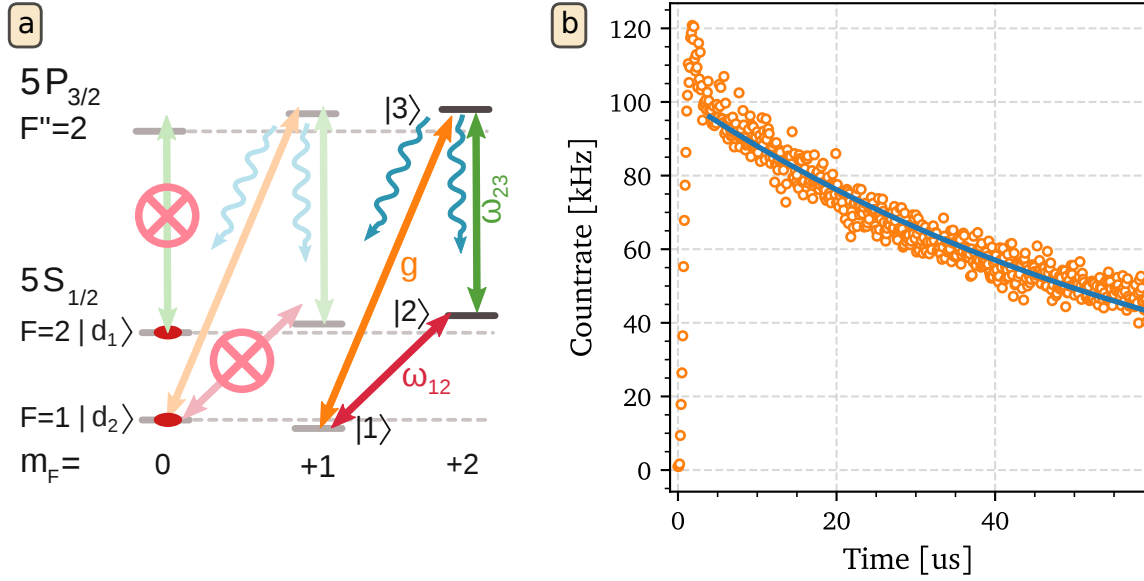 a
5P3/2
F''=2
|3⟩
ω23
g
5S1/2
|2⟩
F=2 |d1⟩
ω12
F=1 |d2⟩
|1⟩
mF= 0 +1 +2
b
120
100
80
60
40
20
0
Countrate [kHz]
0 20 40
Time [us]